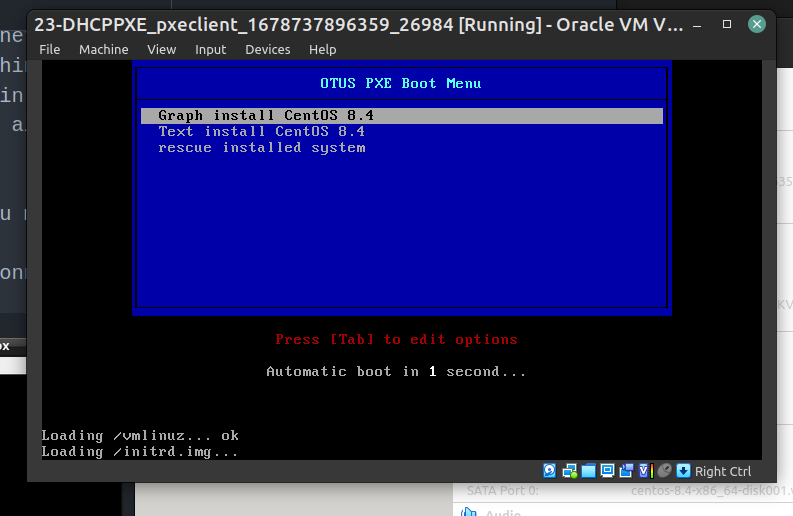 23-DHCPPXE_pxeclient_1678737896359_26984 [Running] - Oracle VM V...
File Machine View Input Devices Help
OTUS PXE Boot Menu
Graph install CentOS 8.4
Text install CentOS 8.4
rescue installed system
Press [Tab] to edit options
Automatic boot in 1 second...
Loading /vmlinuz... ok
Loading /initrd.img...
Right Ctrl
SATA Port 0: centos-8.4-x86_64-disk001.v
Audio